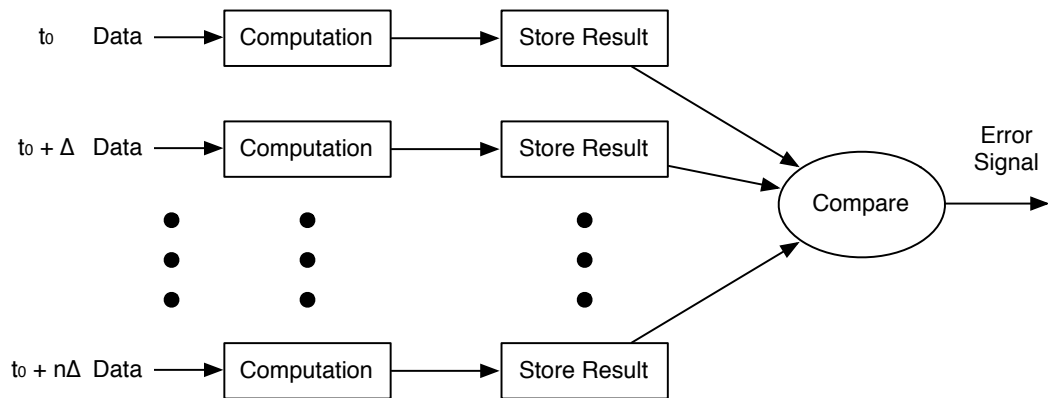 t₀ Data Computation Store Result
t₀ + Δ Data Computation Store Result
Error
Signal
Compare
t₀ + nΔ Data Computation Store Result